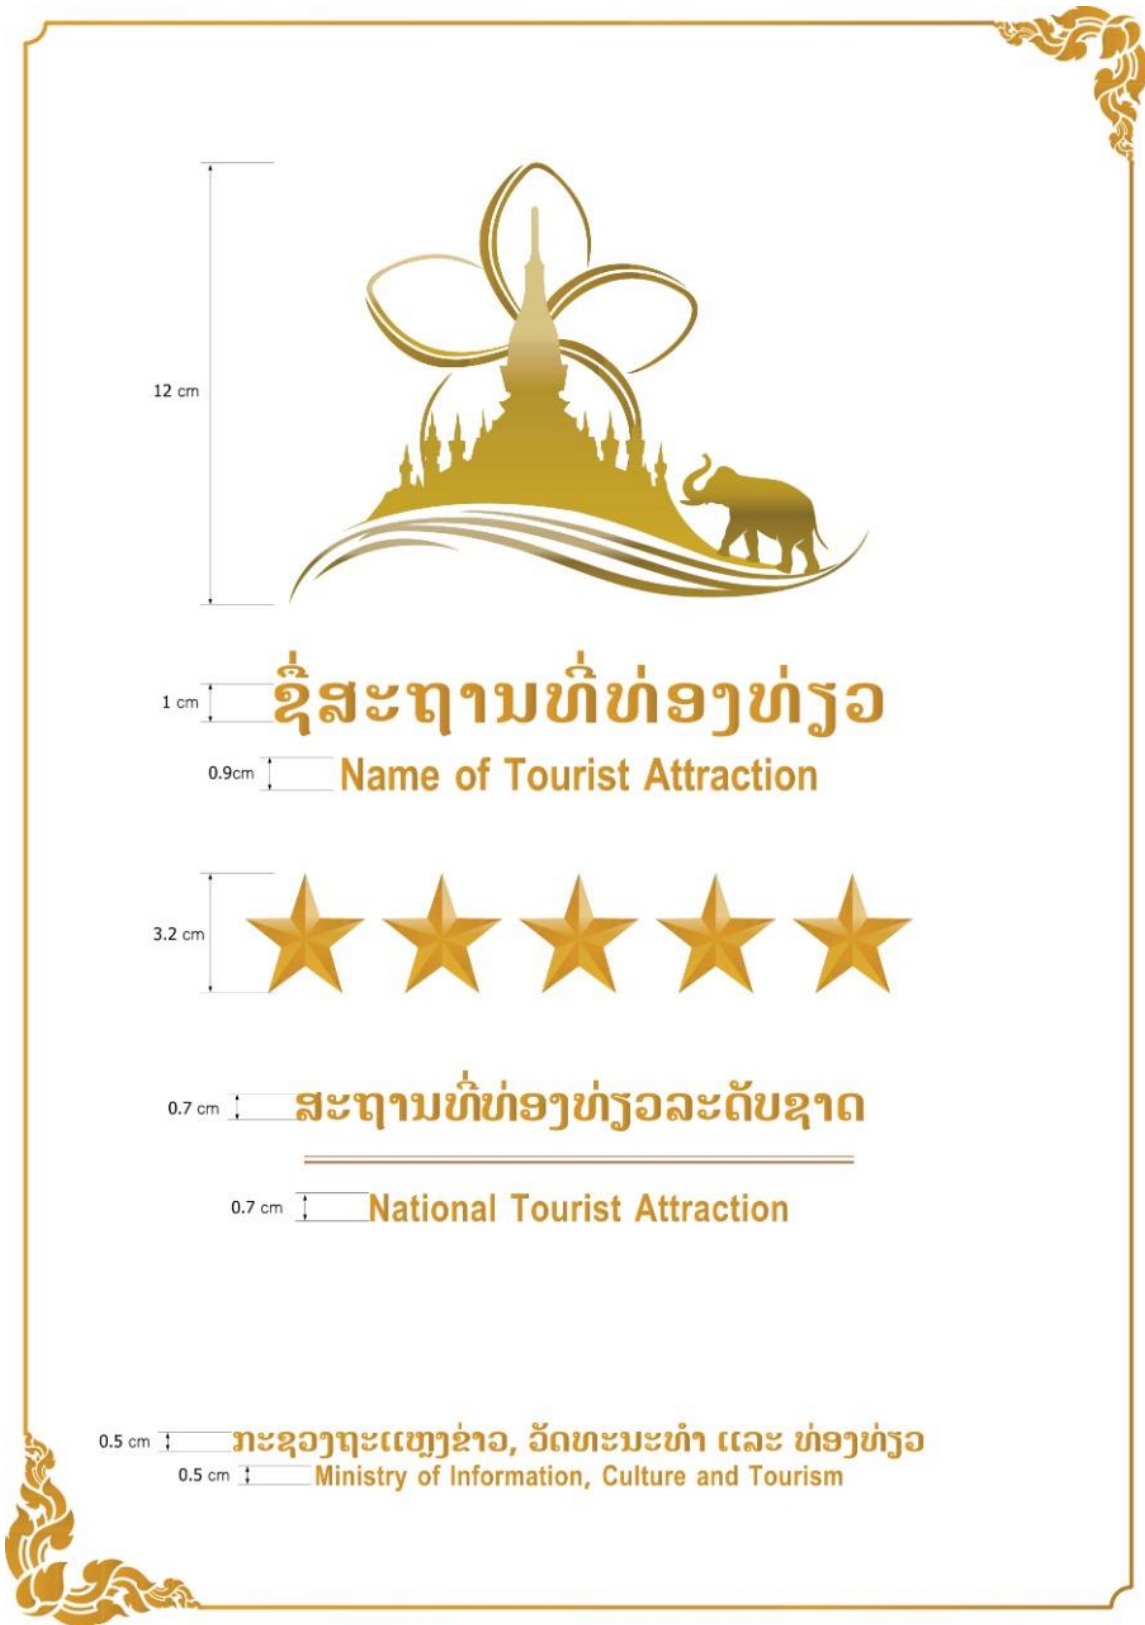 12 cm
1 cm
ຊື່ສະຖານທີ່ທ່ອງທ່ຽວ
0.9cm
Name of Tourist Attraction
3.2 cm
0.7 cm
ສະຖານທີ່ທ່ອງທ່ຽວລະດັບຊາດ
0.7 cm
National Tourist Attraction
0.5 cm
ກະຊວງຖະແຫຼງຂ່າວ, ວັດທະນະທຳ ແລະ ທ່ອງທ່ຽວ
0.5 cm
Ministry of Information, Culture and Tourism